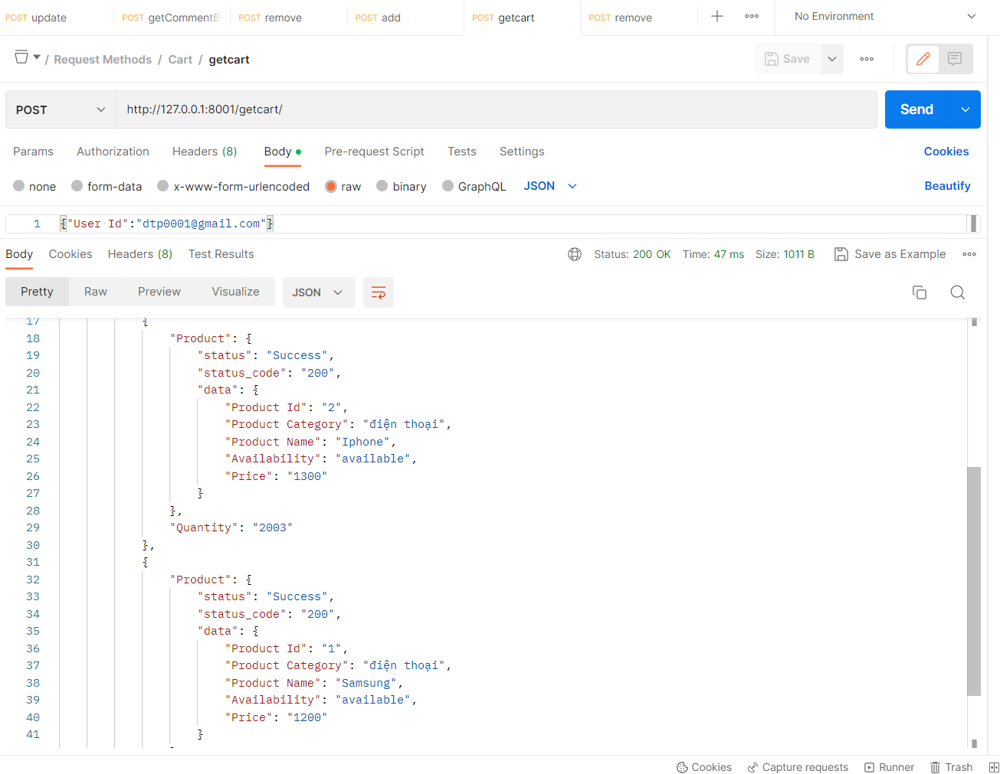 POST update POST getCommentB POST remove POST add POST getcart POST remove No Environment
/ Request Methods / Cart / getcart Save
POST http://127.0.0.1:8001/getcart/ Send
Params Authorization Headers (8) Body Pre-request Script Tests Settings Cookies
none form-data x-www-form-urlencoded raw binary GraphQL JSON Beautify
1 {"User Id":"dtp0001@gmail.com"}
Body Cookies Headers (8) Test Results Status: 200 OK Time: 47 ms Size: 1011 B Save as Example
Pretty Raw Preview Visualize JSON
17 {
18 "Product": {
19 "status": "Success",
20 "status_code": "200",
21 "data": {
22 "Product Id": "2",
23 "Product Category": "điện thoại",
24 "Product Name": "Iphone",
25 "Availability": "available",
26 "Price": "1300"
27 }
28 },
29 "Quantity": "2003"
30 },
31 {
32 "Product": {
33 "status": "Success",
34 "status_code": "200",
35 "data": {
36 "Product Id": "1",
37 "Product Category": "điện thoại",
38 "Product Name": "Samsung",
39 "Availability": "available",
40 "Price": "1200"
41 }
Cookies Capture requests Runner Trash